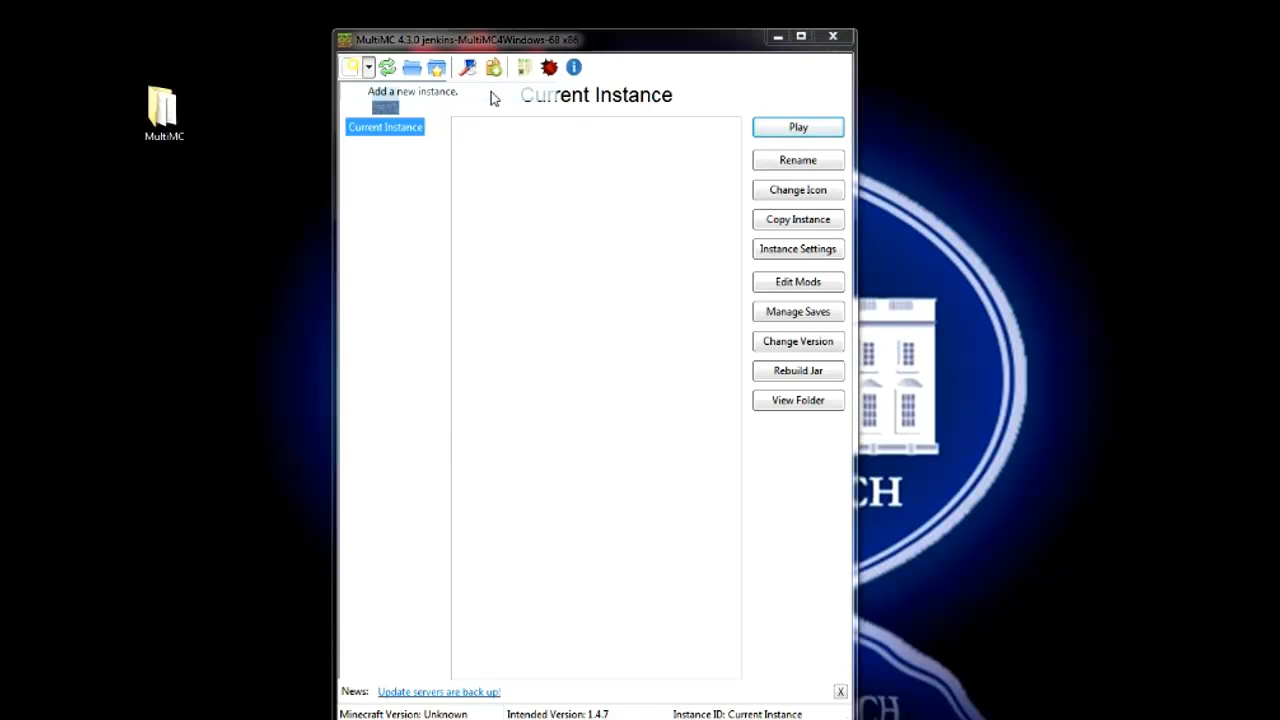 MultiMC 4.3.0 jenkins-MultiMC4Windows-68 x86
Add a new instance.
Current Instance
MultiMC
Current Instance
Play
Rename
Change Icon
Copy Instance
Instance Settings
Edit Mods
Manage Saves
Change Version
Rebuild Jar
View Folder
CH
News: Update servers are back up! X
Minecraft Version: Unknown Intended Version: 1.4.7 Instance ID: Current Instance